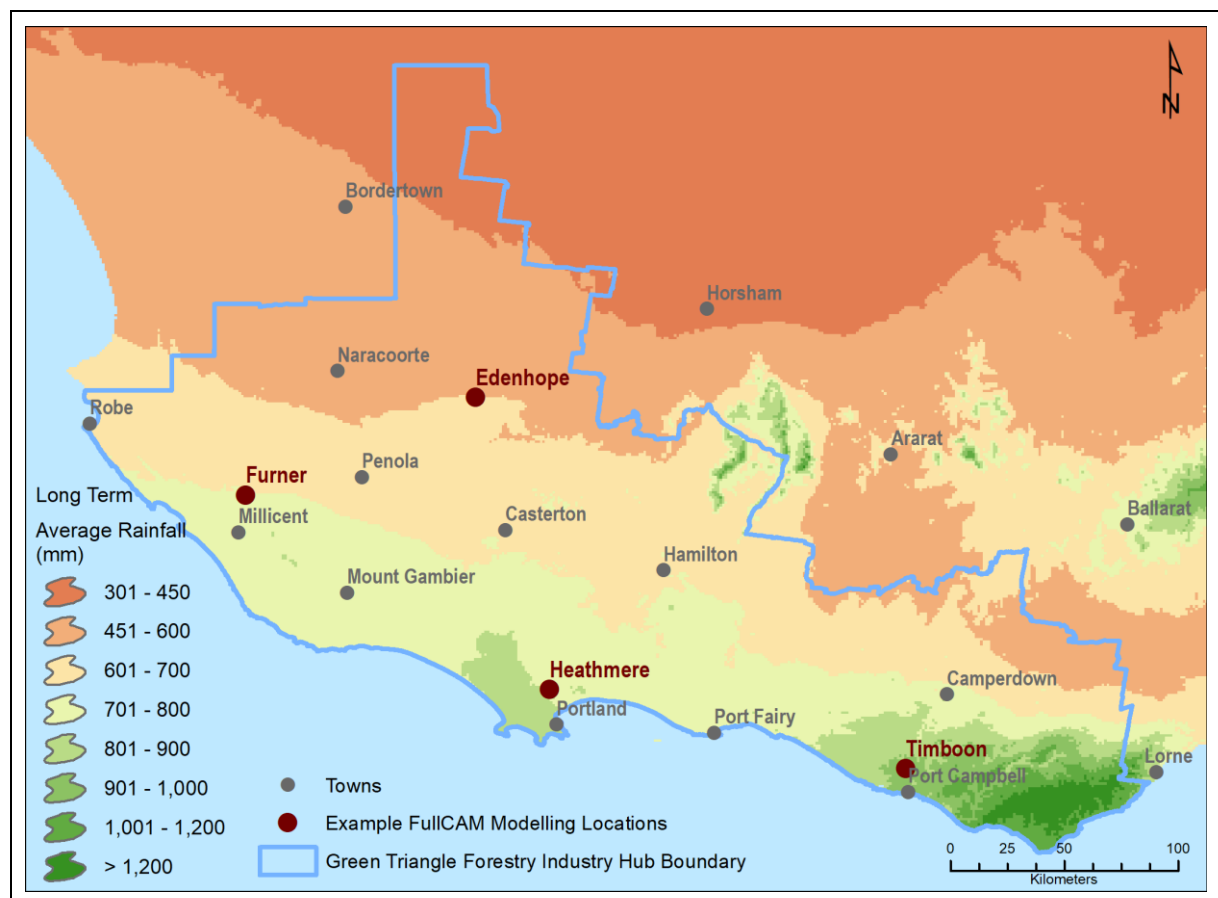 N
Bordertown
Horsham
Naracoorte
Edenhope
Robe
Ararat
Penola
Furner
Long Term
Millicent
Average Rainfall
(mm)
Casterton
Ballarat
Hamilton
Mount Gambier
301 - 450
451 - 600
601 - 700
701 - 800
801 - 900
901 - 1,000
1,001 - 1,200
> 1,200
Heathmere
Portland
Port Fairy
Camperdown
Timboon
Port Campbell
Lorne
Towns
Example FullCAM Modelling Locations
Green Triangle Forestry Industry Hub Boundary
0 25 50 100
Kilometers